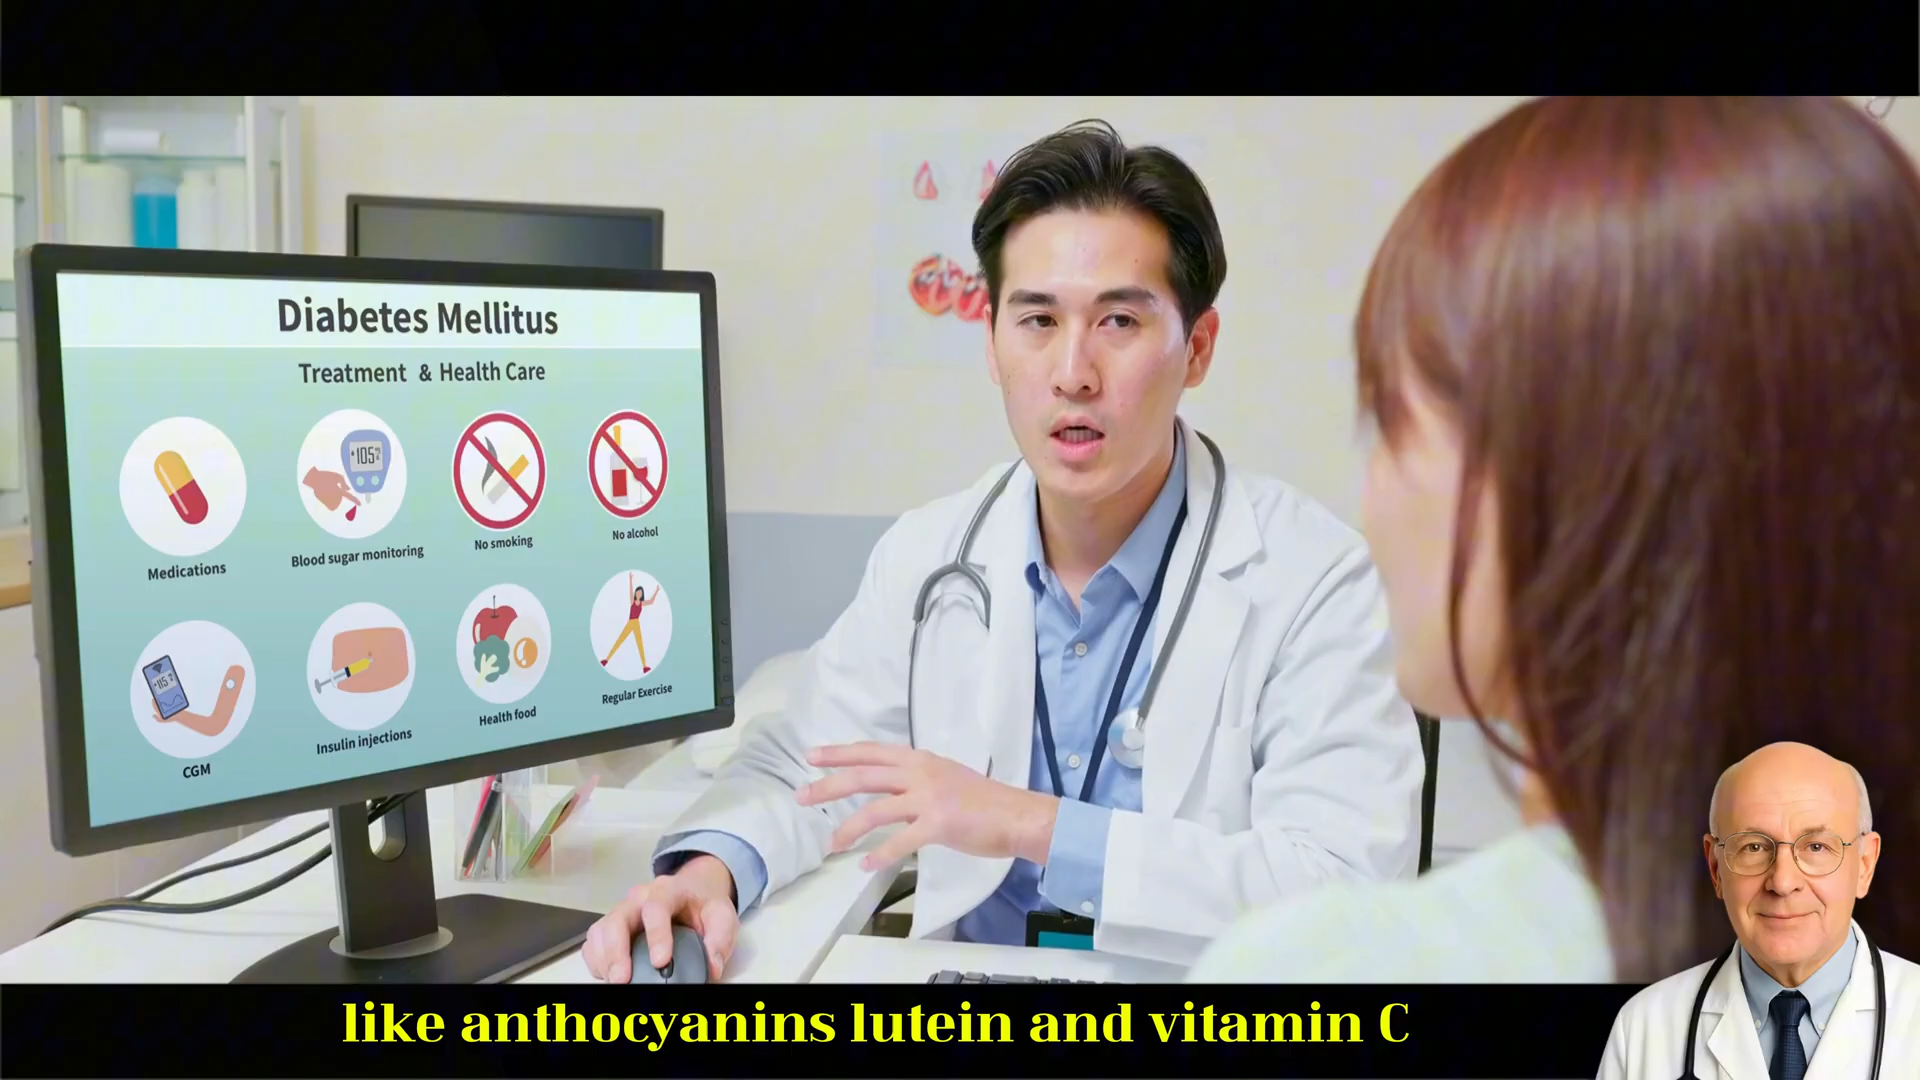 Diabetes Mellitus
Treatment & Health Care
Medications
Blood sugar monitoring
No smoking
No alcohol
CGM
Insulin injections
Health food
Regular Exercise
like anthocyanins lutein and vitamin C